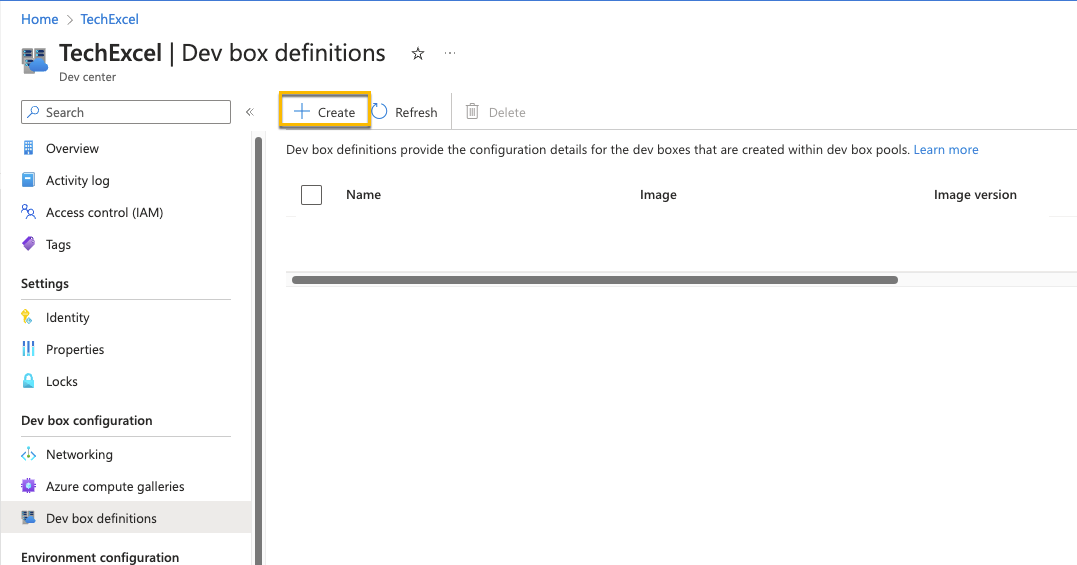 Home > TechExcel
TechExcel | Dev box definitions
Dev center
Search
Overview
Activity log
Access control (IAM)
Tags
Settings
Identity
Properties
Locks
Dev box configuration
Networking
Azure compute galleries
Dev box definitions
Environment configuration
Create Refresh Delete
Dev box definitions provide the configuration details for the dev boxes that are created within dev box pools. Learn more
Name Image Image version